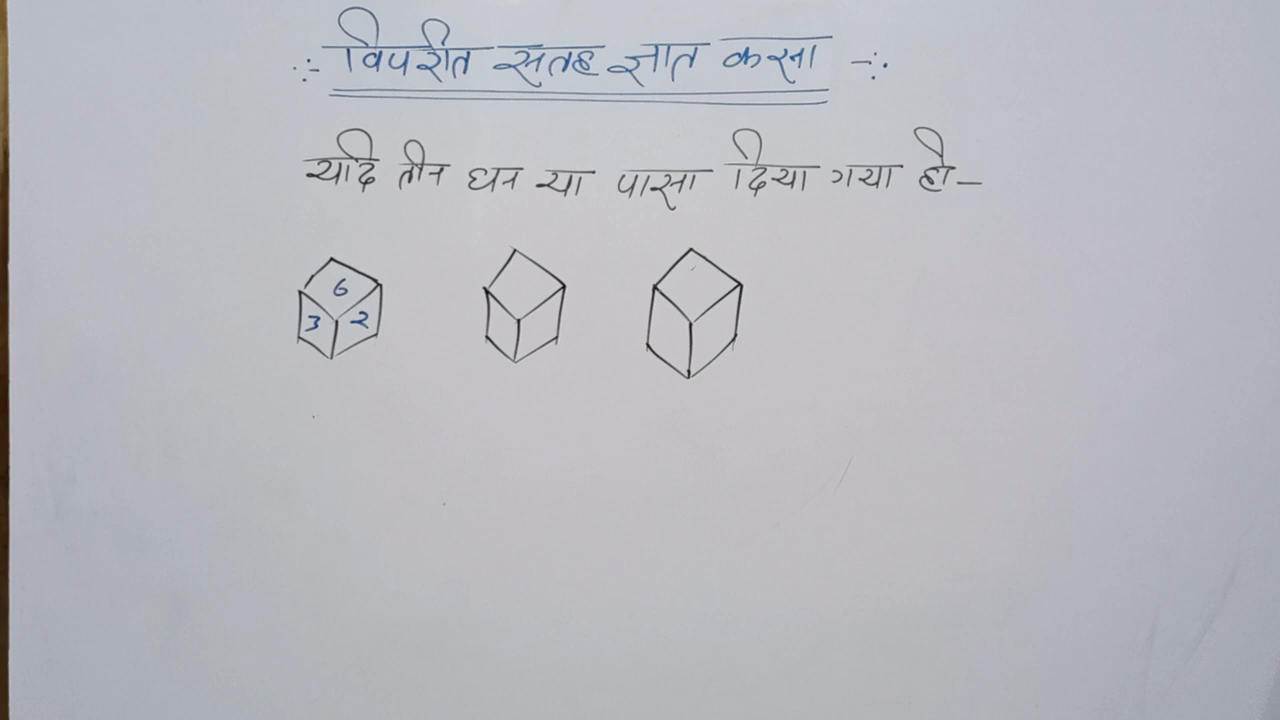 ∴- विपरीत सतह ज्ञात करना -:.
यदि तीन घन या पासा दिया गया हो-
6
3 2